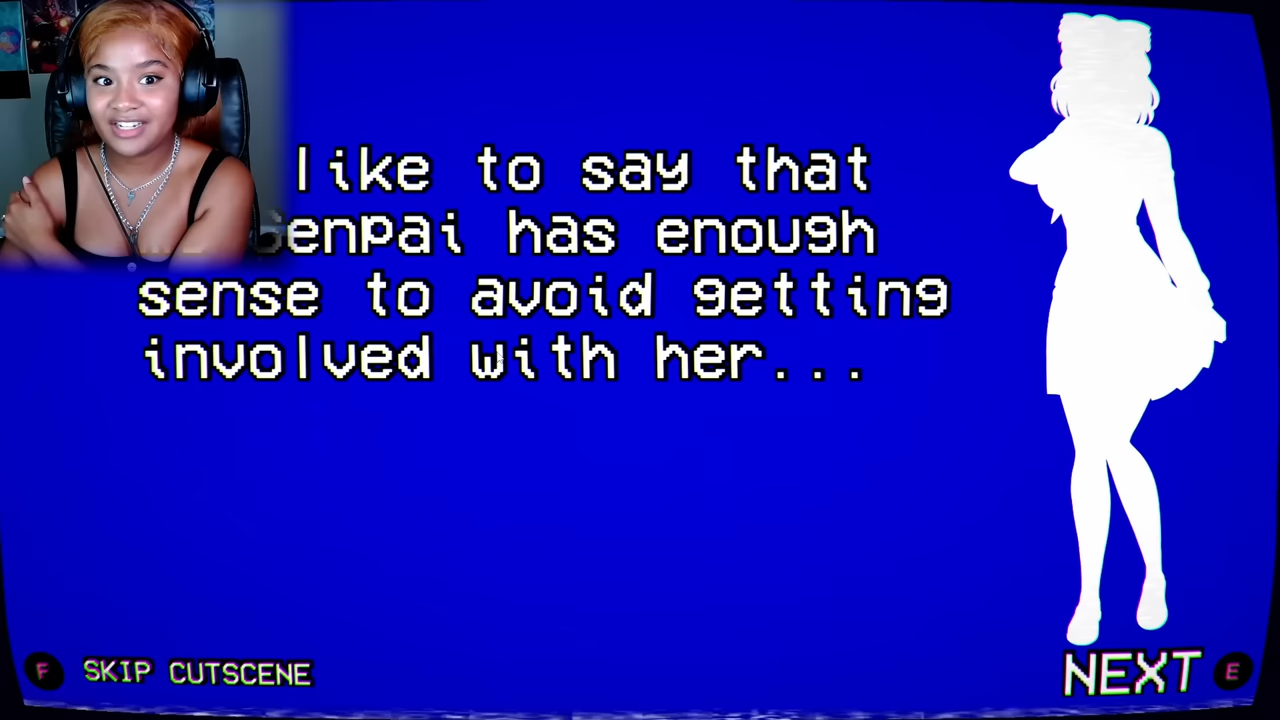 like to say that
enpai has enough
sense to avoid getting
involved with her...
F SKIP CUTSCENE
NEXT E